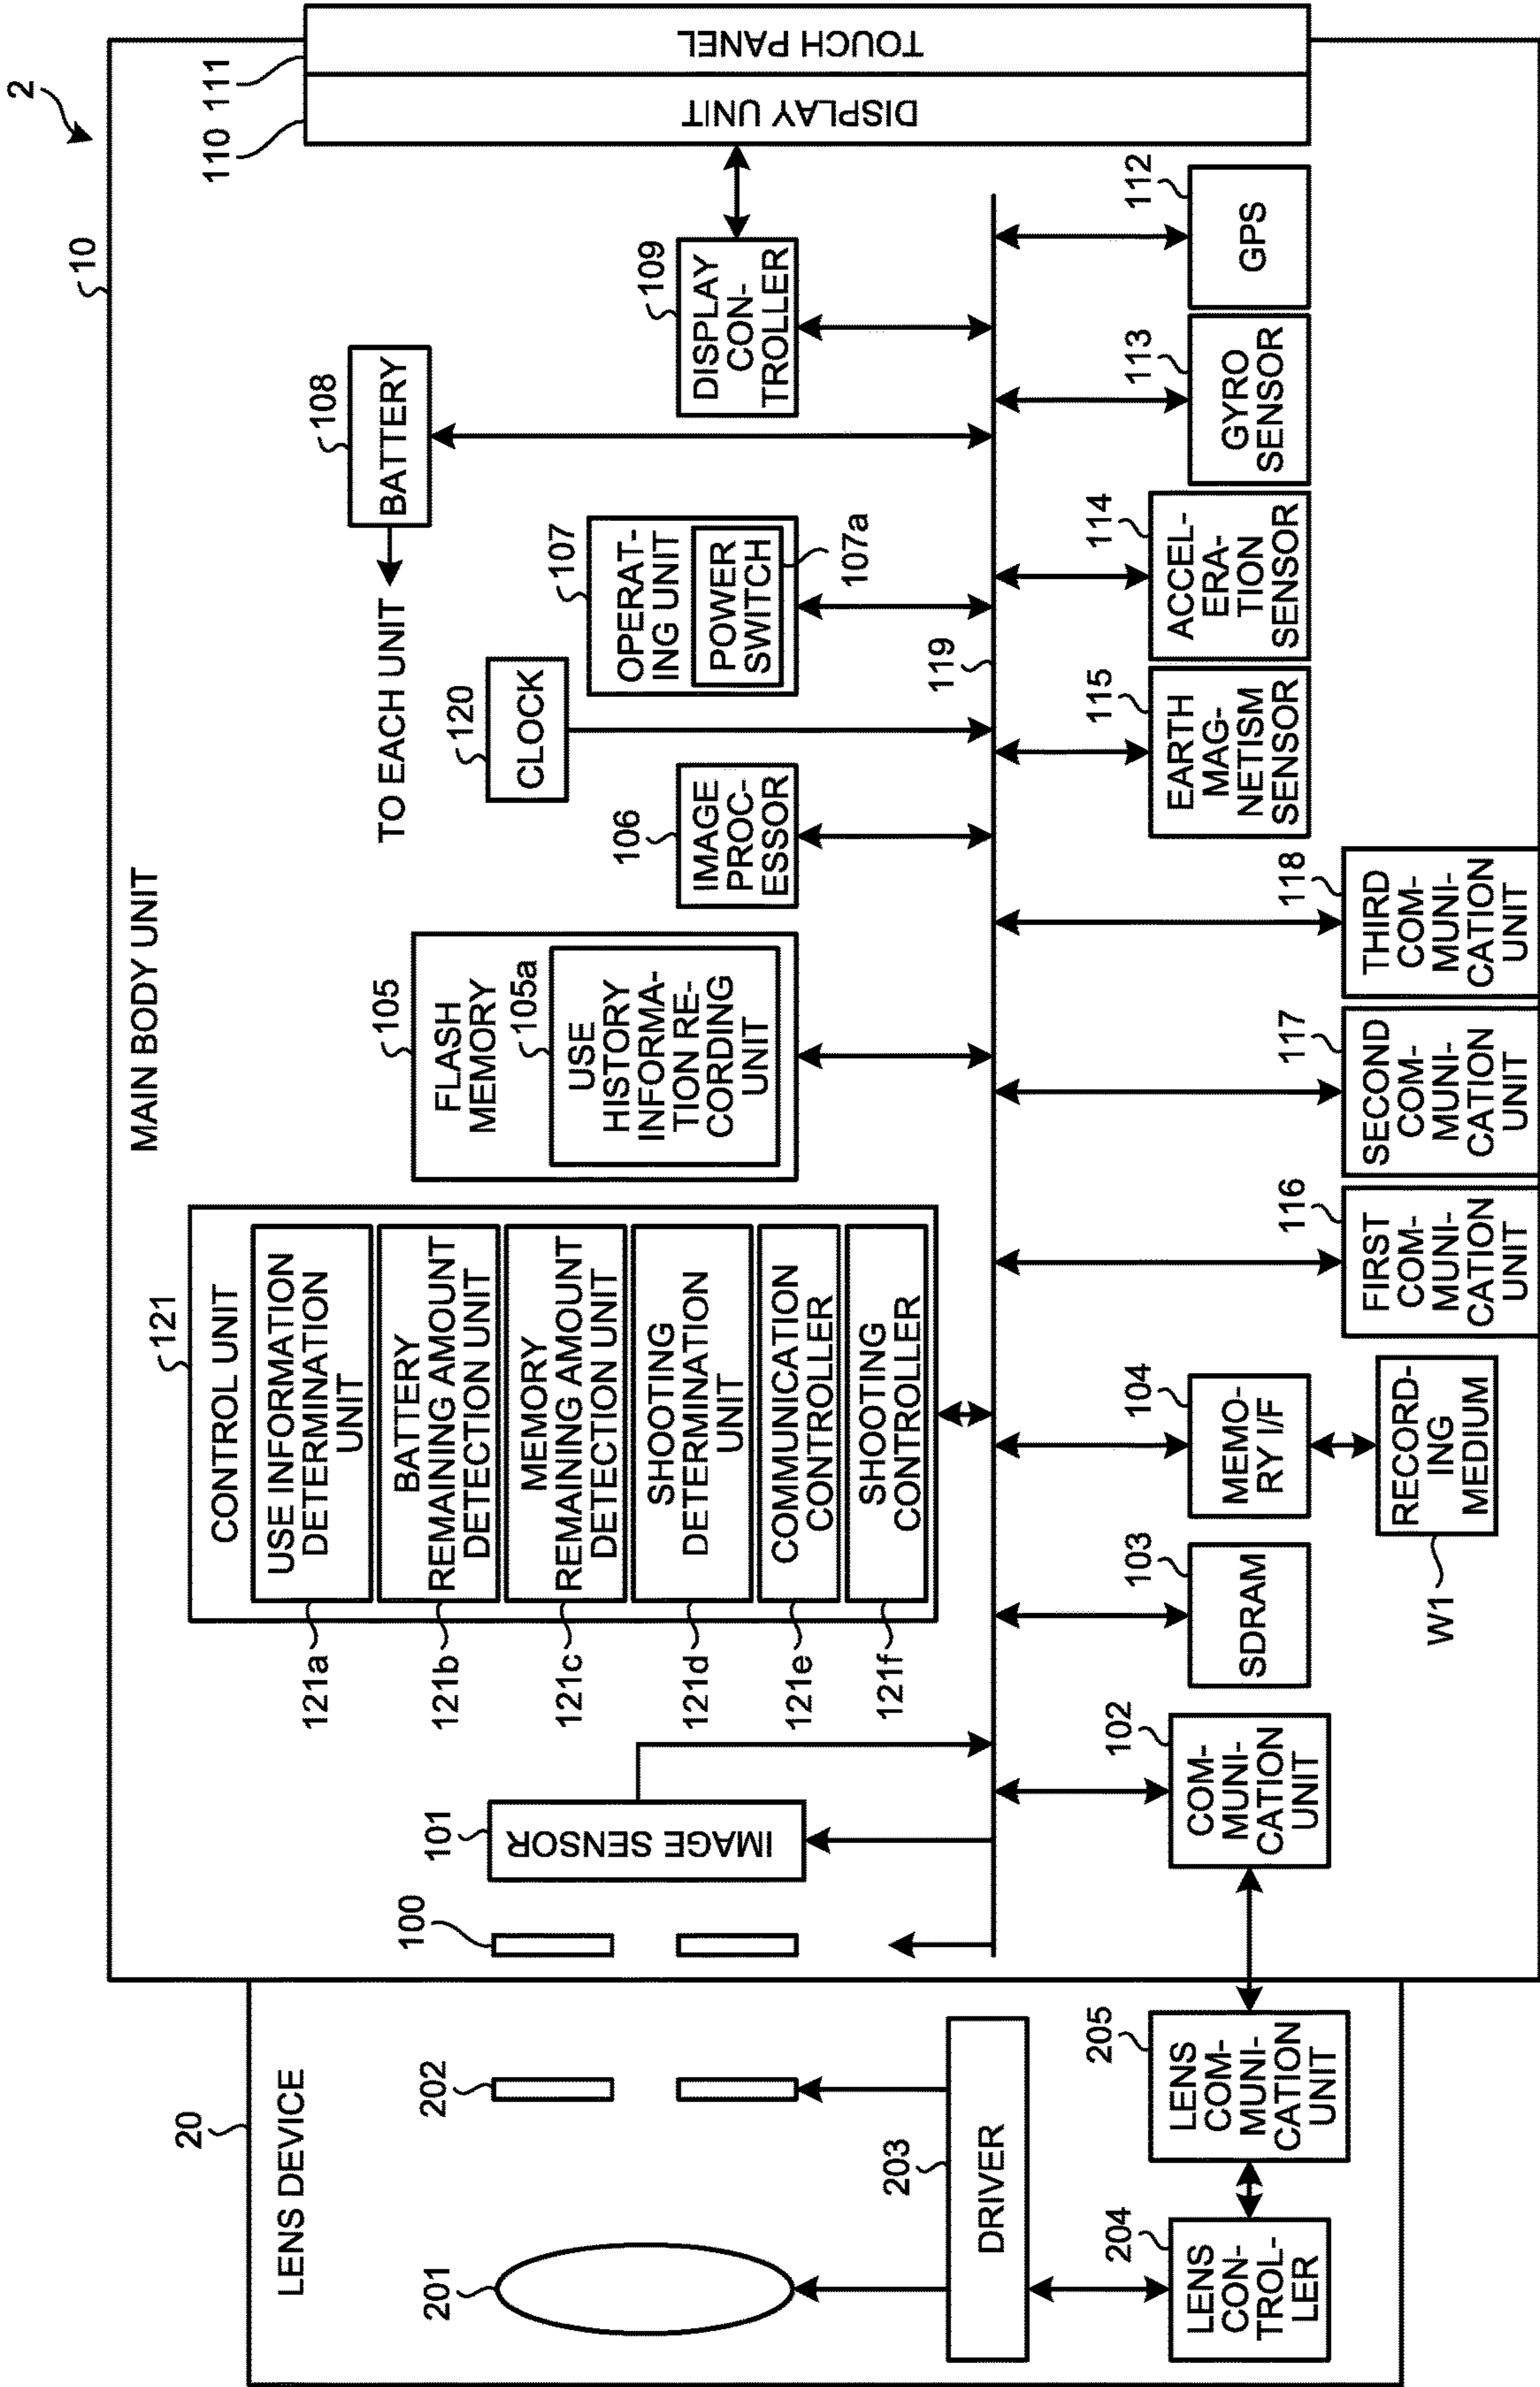 2
10
MAIN BODY UNIT
20
LENS DEVICE
201
202
203
DRIVER
204
LENS
CON-
TROL-
LER
205
LENS
COM-
MUNI-
CATION
UNIT
100
101
IMAGE SENSOR
121
CONTROL UNIT
121a
USE INFORMATION
DETERMINATION
UNIT
121b
BATTERY
REMAINING AMOUNT
DETECTION UNIT
121c
MEMORY
REMAINING AMOUNT
DETECTION UNIT
121d
SHOOTING
DETERMINATION
UNIT
121e
COMMUNICATION
CONTROLLER
121f
SHOOTING
CONTROLLER
105
FLASH
MEMORY
105a
USE
HISTORY
INFORMA-
TION RE-
CORDING
UNIT
106
IMAGE
PROC-
ESSOR
120
CLOCK
TO EACH UNIT
108
BATTERY
107
OPERAT-
ING UNIT
POWER
SWITCH
107a
109
DISPLAY
CON-
TROLLER
110
DISPLAY UNIT
111
TOUCH PANEL
119
102
COM-
MUNI-
CATION
UNIT
103
SDRAM
104
MEMO-
RY I/F
RECORD-
ING
MEDIUM
W1
116
FIRST
COM-
MUNI-
CATION
UNIT
117
SECOND
COM-
MUNI-
CATION
UNIT
118
THIRD
COM-
MUNI-
CATION
UNIT
115
EARTH
MAG-
NETISM
SENSOR
114
ACCEL-
ERA-
TION
SENSOR
113
GYRO
SENSOR
112
GPS